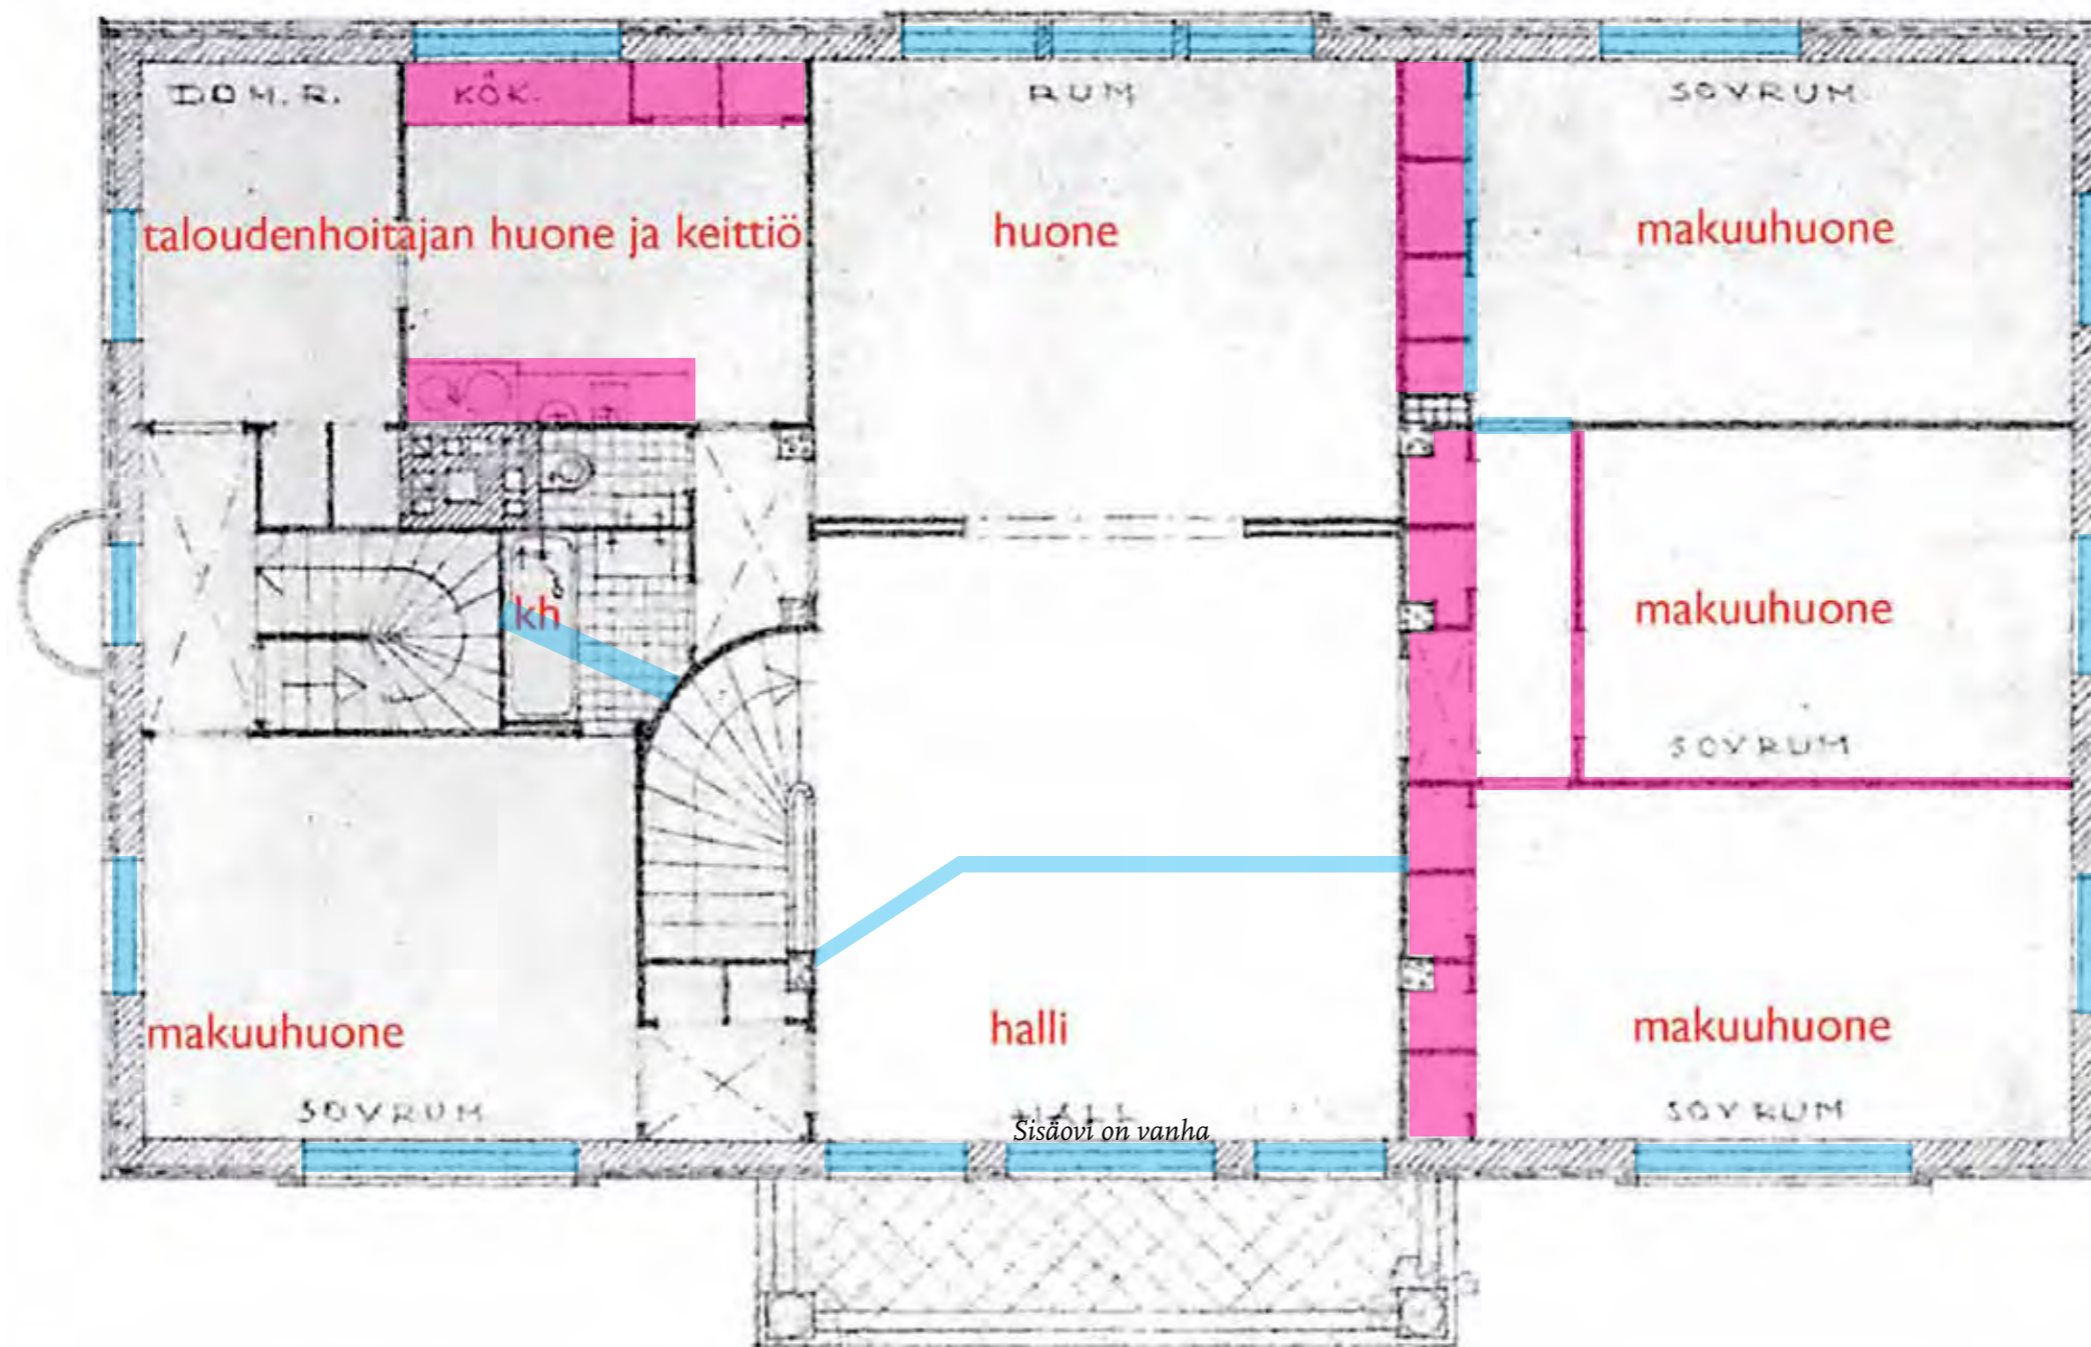 DOM.R.
KÖK.
RUM
SOVRUM
taloudenhoitajan huone ja keittiö
huone
makuuhuone
kh
makuuhuone
SOVRUM
makuuhuone
halli
makuuhuone
SOVRUM
HALL
SOVRUM
Sisäovi on vanha